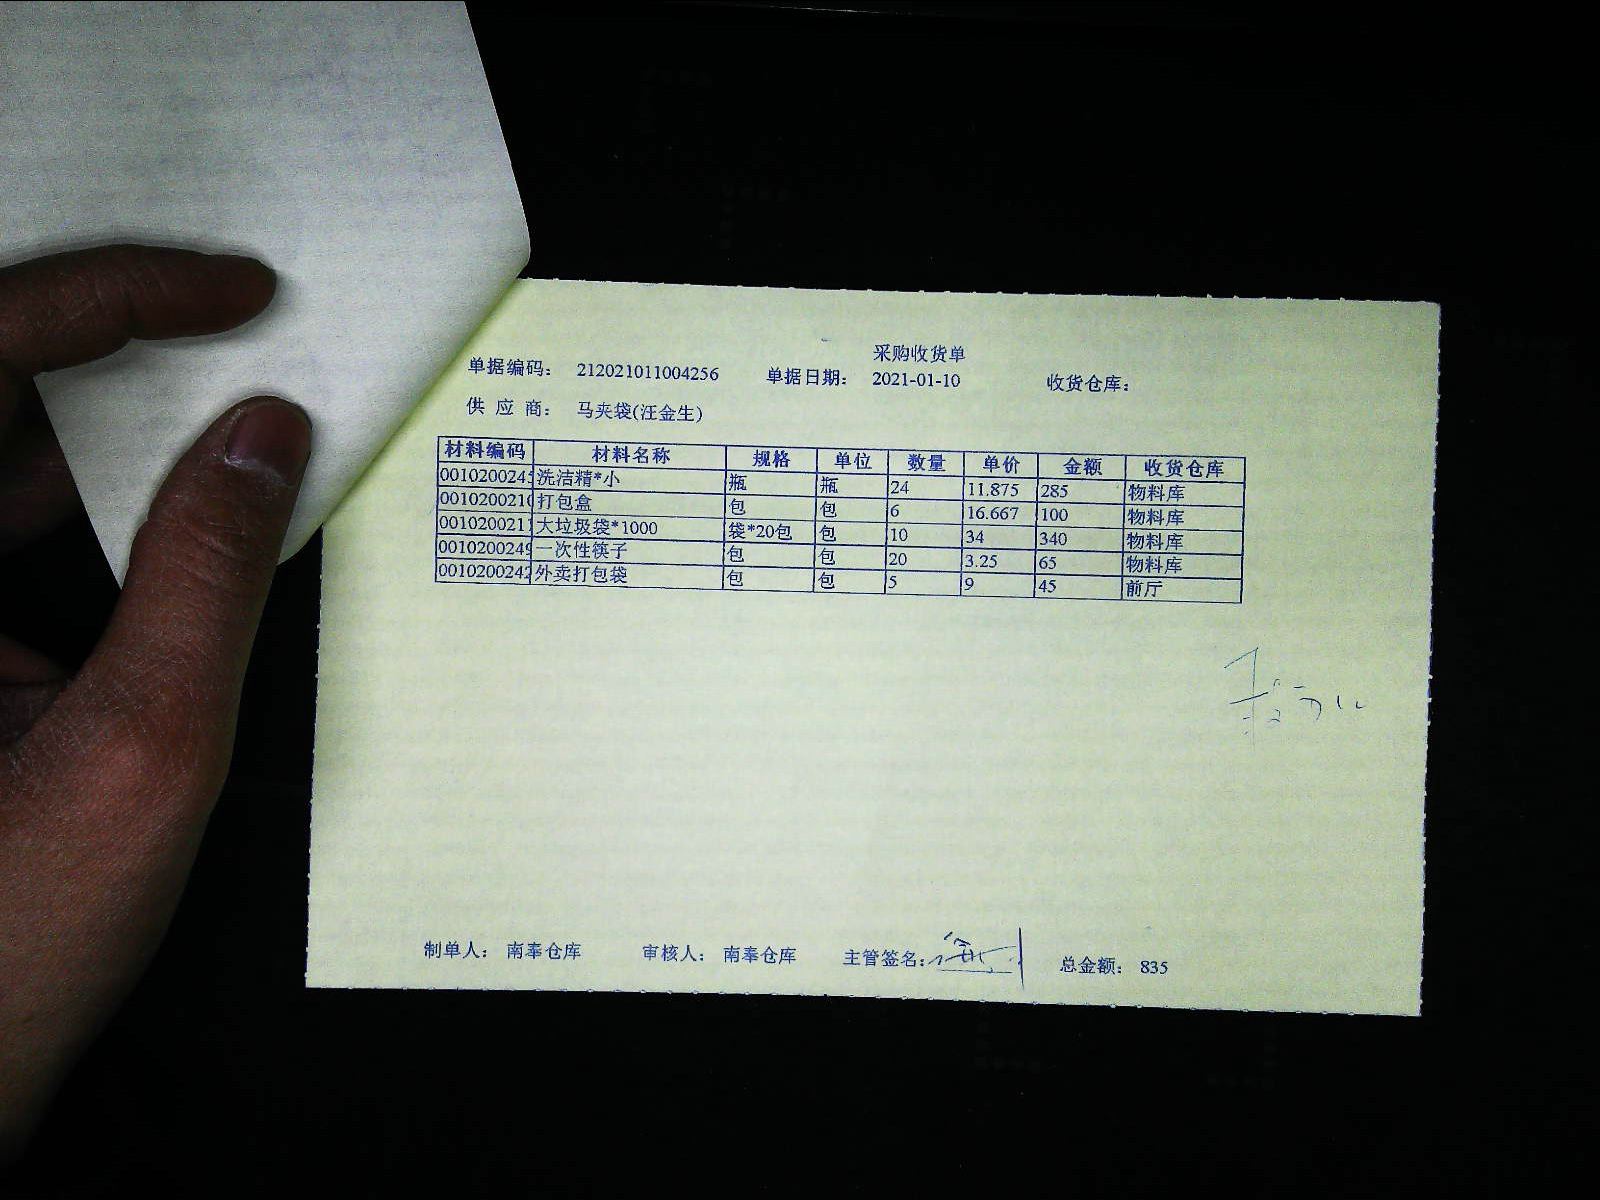 采购收货单
单据编码： 212021011004256 单据日期： 2021-01-10 收货仓库：
供 应 商： 马夹袋(汪金生)
材料编码 材料名称 规格 单位 数量 单价 金额 收货仓库
0010200245 洗洁精*小 瓶 瓶 24 11.875 285 物料库
001020021 打包盒 包 包 6 16.667 100 物料库
0010200211 大垃圾袋*1000 袋*20包 包 10 34 340 物料库
0010200249 一次性筷子 包 包 20 3.25 65 物料库
0010200242 外卖打包袋 包 包 5 9 45 前厅
制单人： 南奉仓库 审核人： 南奉仓库 主管签名： 总金额： 835